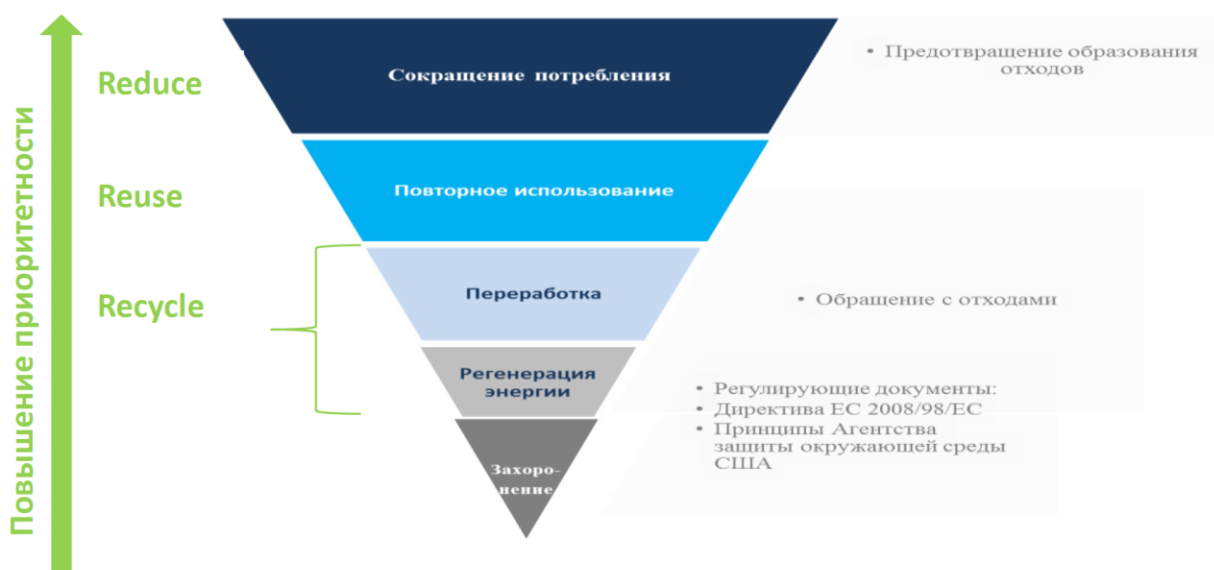 Повышение приоритетности
Reduce
Сокращение потребления
• Предотвращение образования
отходов
Reuse
Повторное использование
Recycle
Переработка
• Обращение с отходами
Регенерация
энергии
• Регулирующие документы:
• Директива ЕС 2008/98/ЕС
• Принципы Агентства
защиты окружающей среды
США
Захоро-
нение